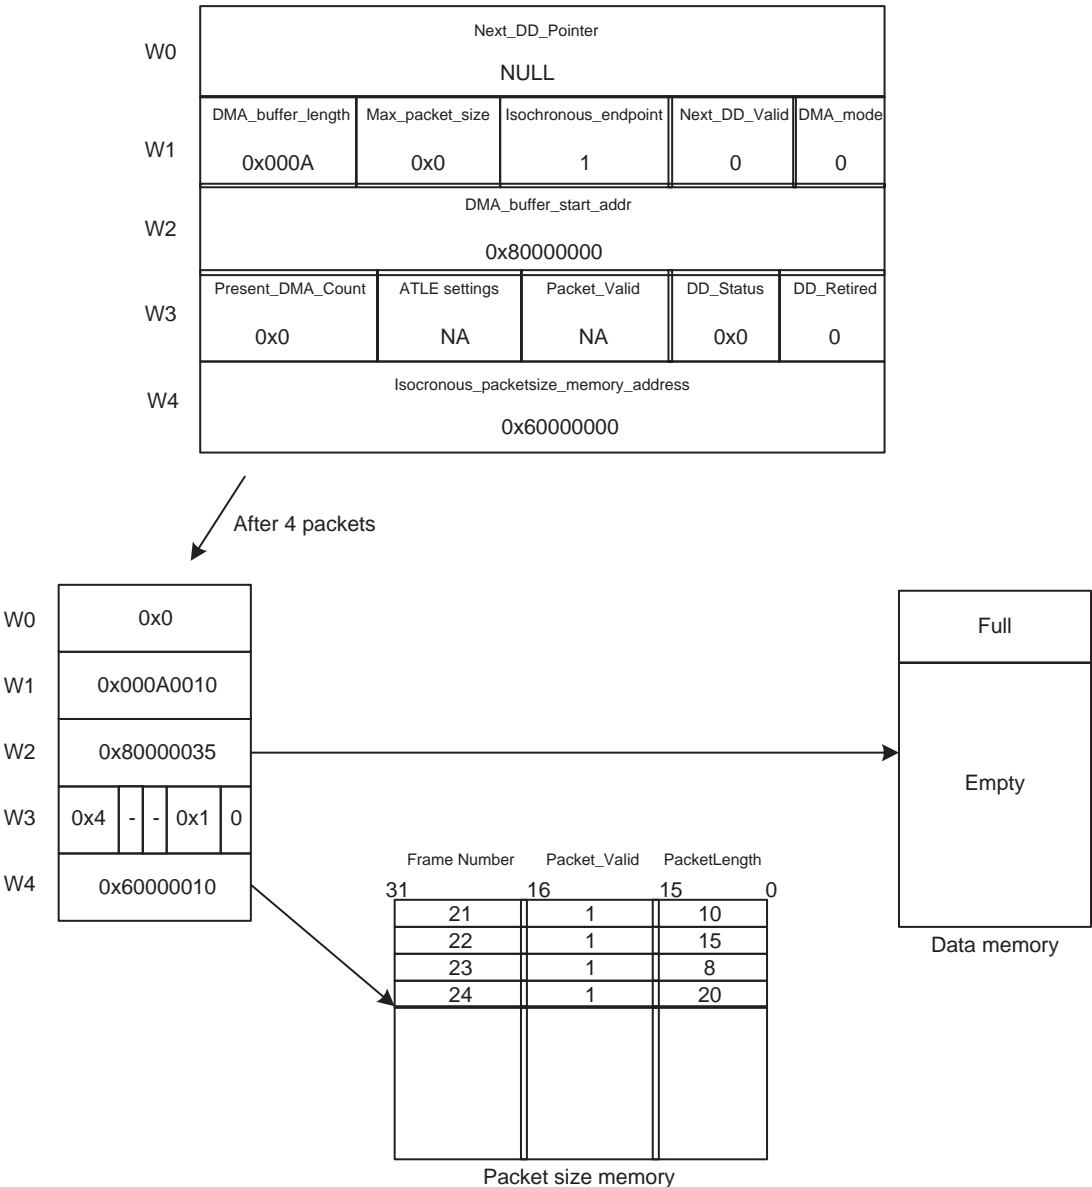 Next_DD_Pointer
W0
NULL
DMA_buffer_length Max_packet_size Isochronous_endpoint Next_DD_Valid DMA_mode
W1
0x000A 0x0 1 0 0
DMA_buffer_start_addr
W2
0x80000000
Present_DMA_Count ATLE settings Packet_Valid DD_Status DD_Retired
W3
0x0 NA NA 0x0 0
Isocronous_packetsize_memory_address
W4
0x60000000
After 4 packets
W0 0x0
W1 0x000A0010
W2 0x80000035
W3 0x4 - - 0x1 0
W4 0x60000010
Full
Empty
Data memory
Frame Number Packet_Valid PacketLength
31 16 15 0
21 1 10
22 1 15
23 1 8
24 1 20
Packet size memory